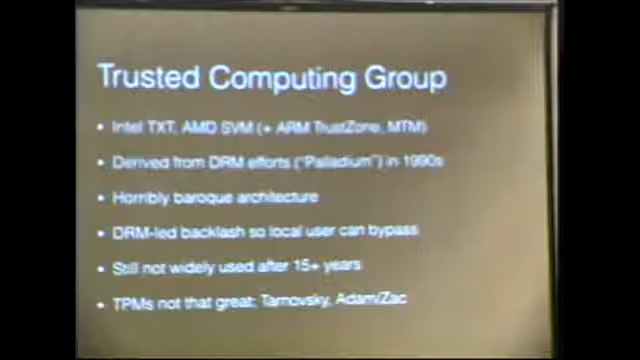 Trusted Computing Group
• Intel TXT, AMD SVM (+ ARM TrustZone, MTM)
• Derived from DRM efforts ("Palladium") in 1990s
• Horribly baroque architecture
• DRM-led backlash so local user can bypass
• Still not widely used after 15+ years
• TPMs not that great; Tarnovsky, Adam/Zac